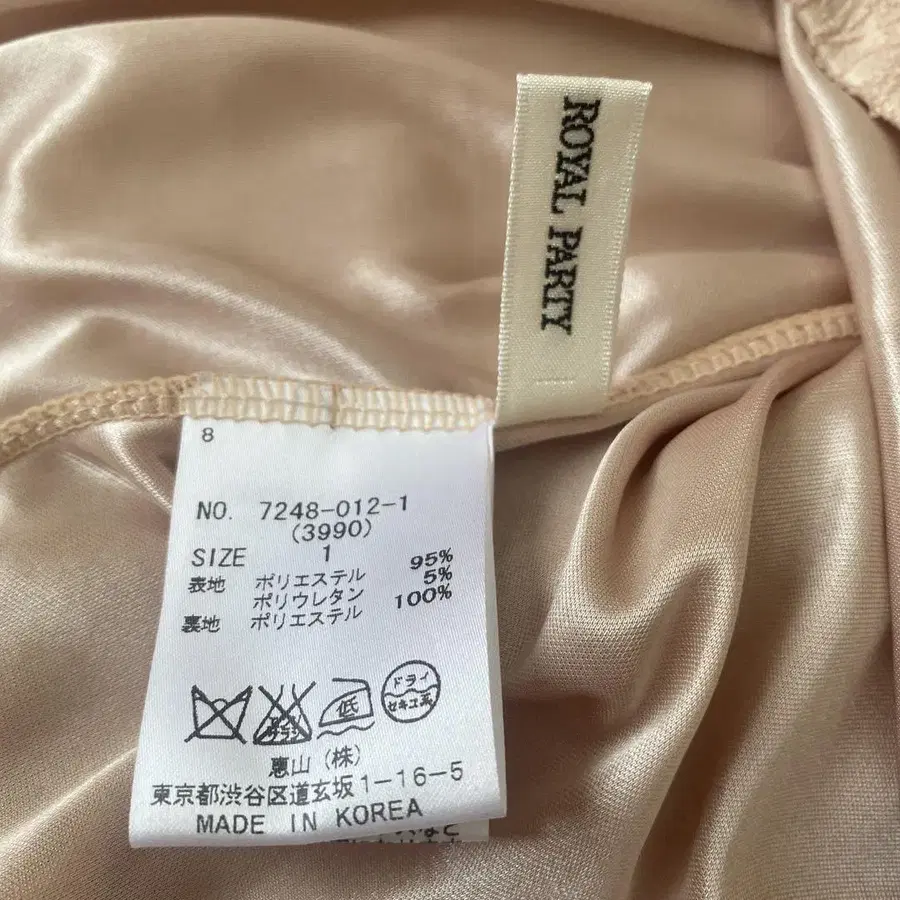 ROYAL PARTY
8
NO. 7248-012-1
(3990)
SIZE 1
表地 ポリエステル 95%
ポリウレタン 5%
裏地 ポリエステル 100%
低
ドライ
セキユ系
恵山(株)
東京都渋谷区道玄坂1-16-5
MADE IN KOREA